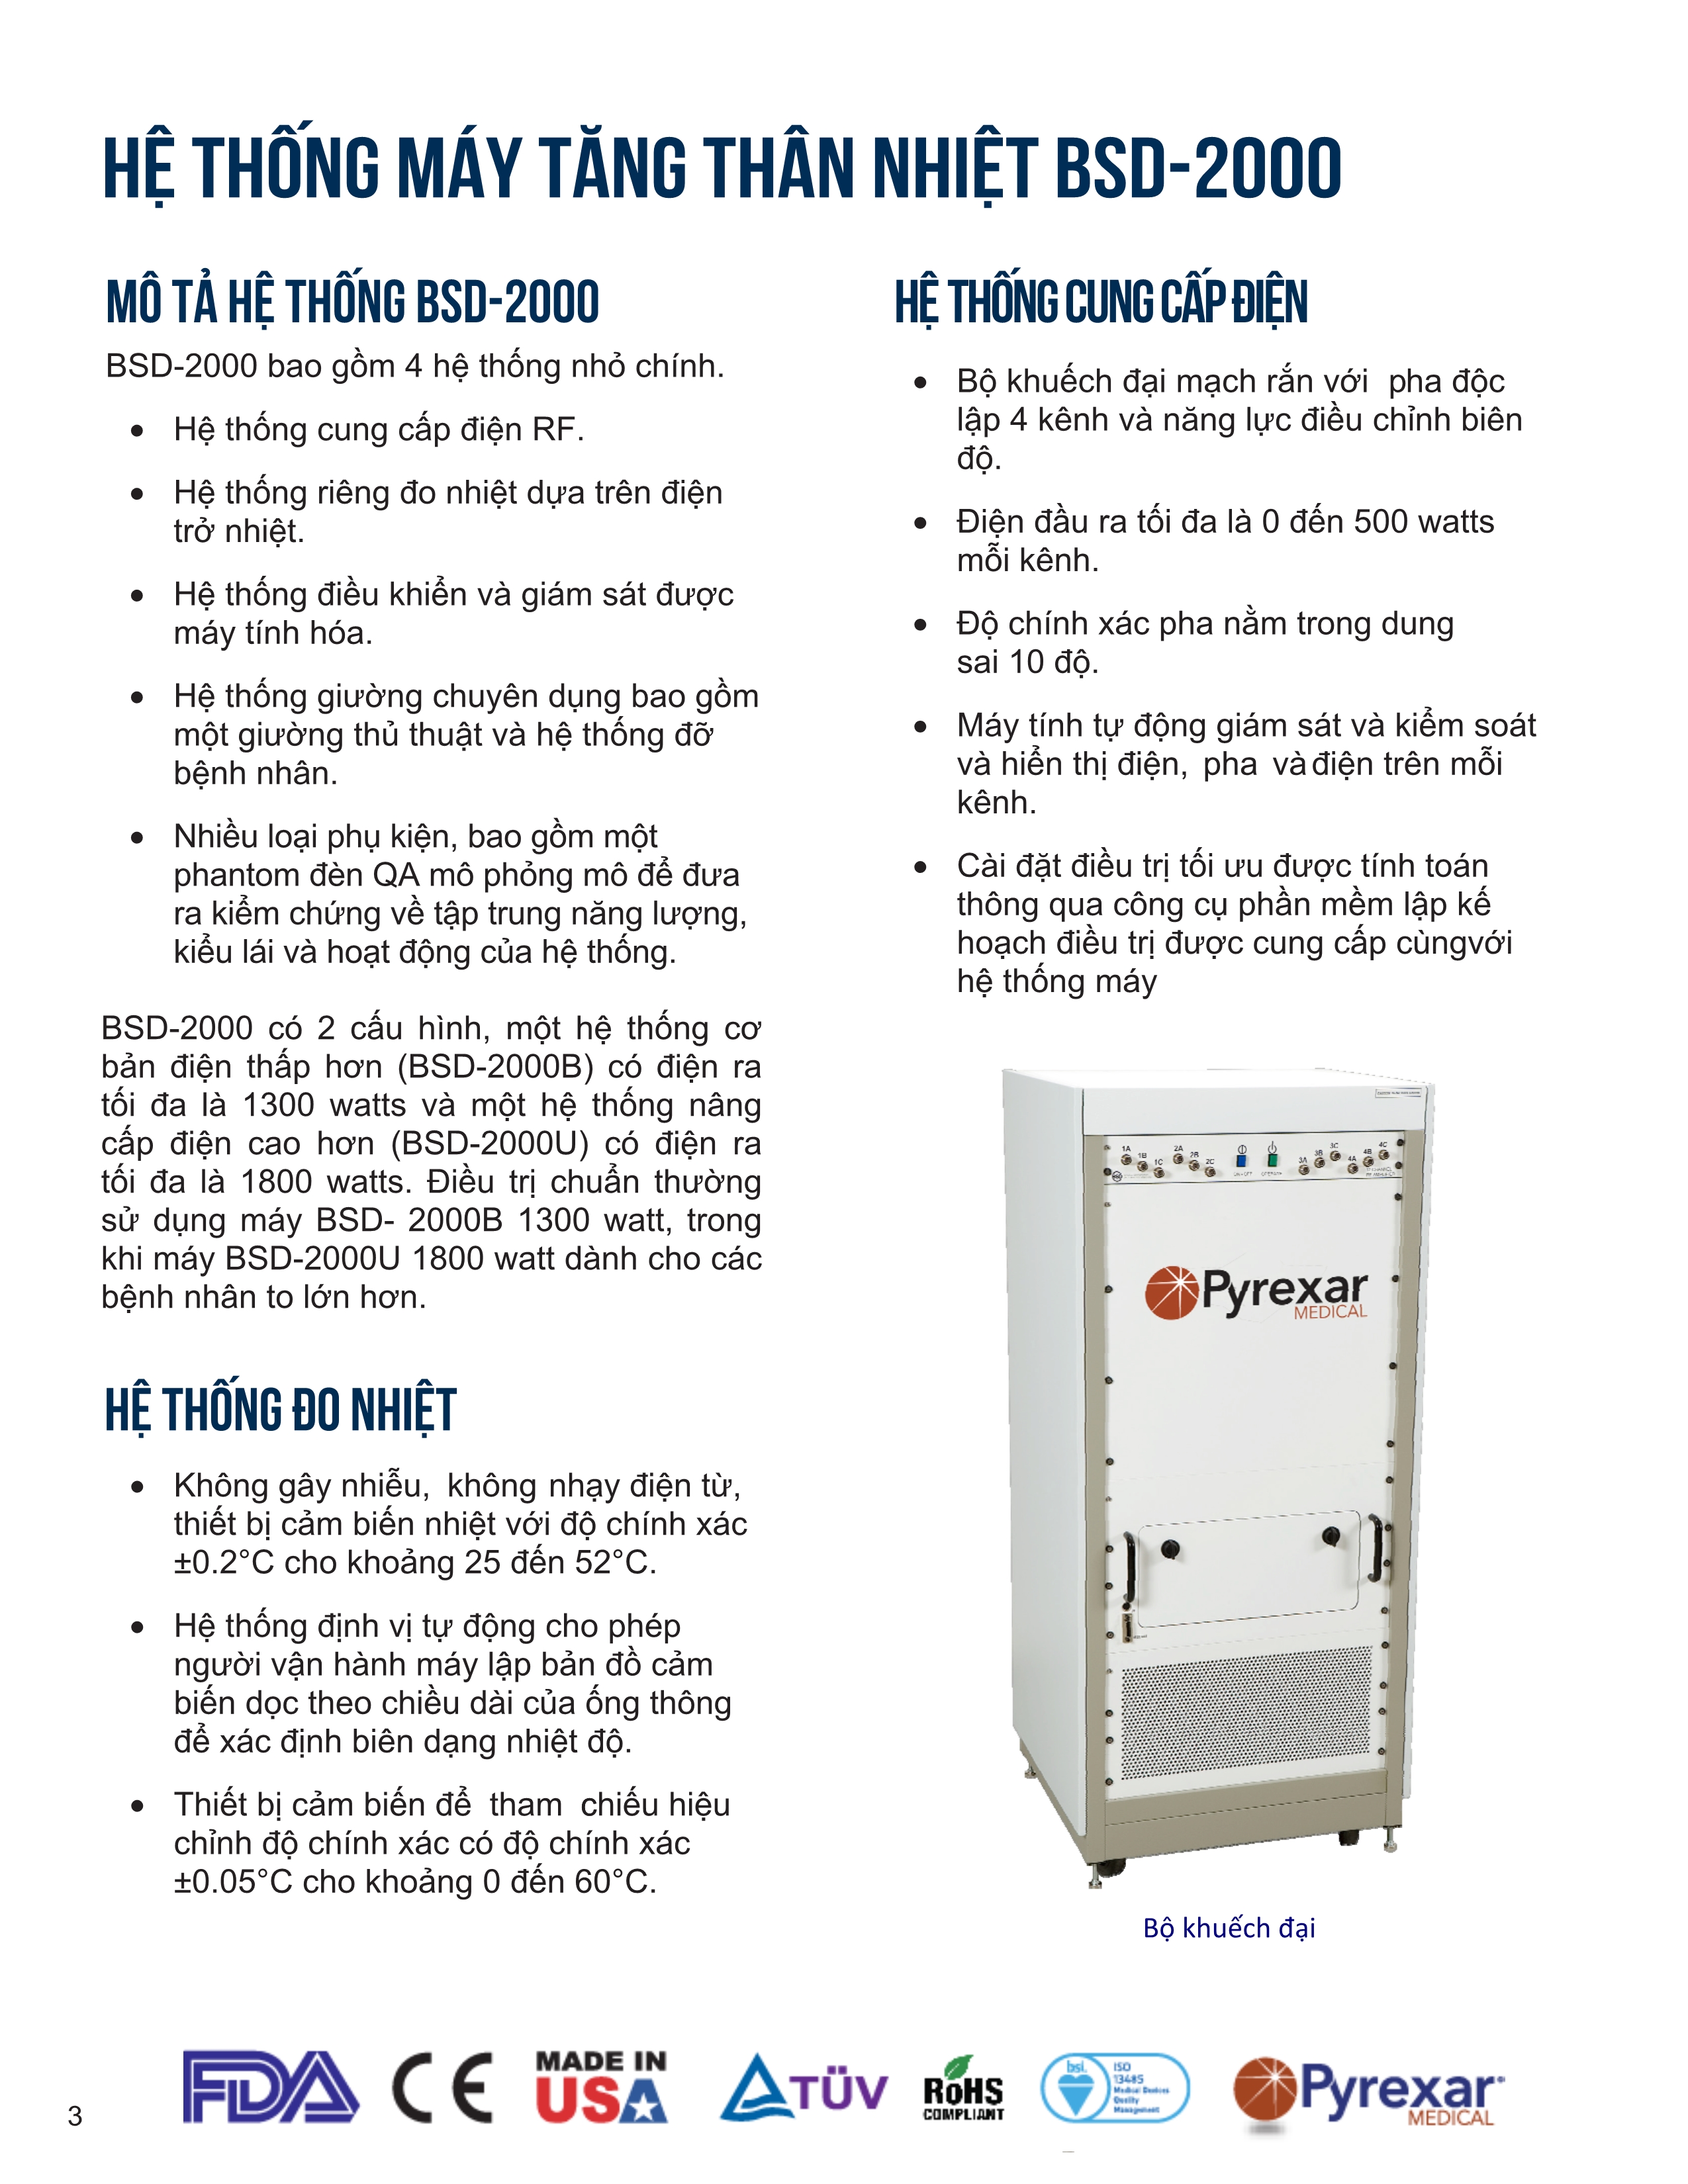 HỆ THỐNG MÁY TĂNG THÂN NHIỆT BSD-2000
MÔ TẢ HỆ THỐNG BSD-2000
BSD-2000 bao gồm 4 hệ thống nhỏ chính.
• Hệ thống cung cấp điện RF.
• Hệ thống riêng đo nhiệt dựa trên điện
trở nhiệt.
• Hệ thống điều khiển và giám sát được
máy tính hóa.
• Hệ thống giường chuyên dụng bao gồm
một giường thủ thuật và hệ thống đỡ
bệnh nhân.
• Nhiều loại phụ kiện, bao gồm một
phantom đèn QA mô phỏng mô để đưa
ra kiểm chứng về tập trung năng lượng,
kiểu lái và hoạt động của hệ thống.
BSD-2000 có 2 cấu hình, một hệ thống cơ
bản điện thấp hơn (BSD-2000B) có điện ra
tối đa là 1300 watts và một hệ thống nâng
cấp điện cao hơn (BSD-2000U) có điện ra
tối đa là 1800 watts. Điều trị chuẩn thường
sử dụng máy BSD- 2000B 1300 watt, trong
khi máy BSD-2000U 1800 watt dành cho các
bệnh nhân to lớn hơn.
HỆ THỐNG ĐO NHIỆT
• Không gây nhiễu, không nhạy điện từ,
thiết bị cảm biến nhiệt với độ chính xác
±0.2°C cho khoảng 25 đến 52°C.
• Hệ thống định vị tự động cho phép
người vận hành máy lập bản đồ cảm
biến dọc theo chiều dài của ống thông
để xác định biên dạng nhiệt độ.
• Thiết bị cảm biến để tham chiếu hiệu
chỉnh độ chính xác có độ chính xác
±0.05°C cho khoảng 0 đến 60°C.
HỆ THỐNG CUNG CẤP ĐIỆN
• Bộ khuếch đại mạch rắn với pha độc
lập 4 kênh và năng lực điều chỉnh biên
độ.
• Điện đầu ra tối đa là 0 đến 500 watts
mỗi kênh.
• Độ chính xác pha nằm trong dung
sai 10 độ.
• Máy tính tự động giám sát và kiểm soát
và hiển thị điện, pha và điện trên mỗi
kênh.
• Cài đặt điều trị tối ưu được tính toán
thông qua công cụ phần mềm lập kế
hoạch điều trị được cung cấp cùngvới
hệ thống máy
1A 1B 1C 2A 2B 2C 3A 3B 3C 4A 4B 4C
Pyrexar
MEDICAL
Bộ khuếch đại
3
FDA
CE
MADE IN
USA
TÜV
RoHS
COMPLIANT
bsi.
ISO
13485
Medical Devices
Quality
Management
Pyrexar
MEDICAL